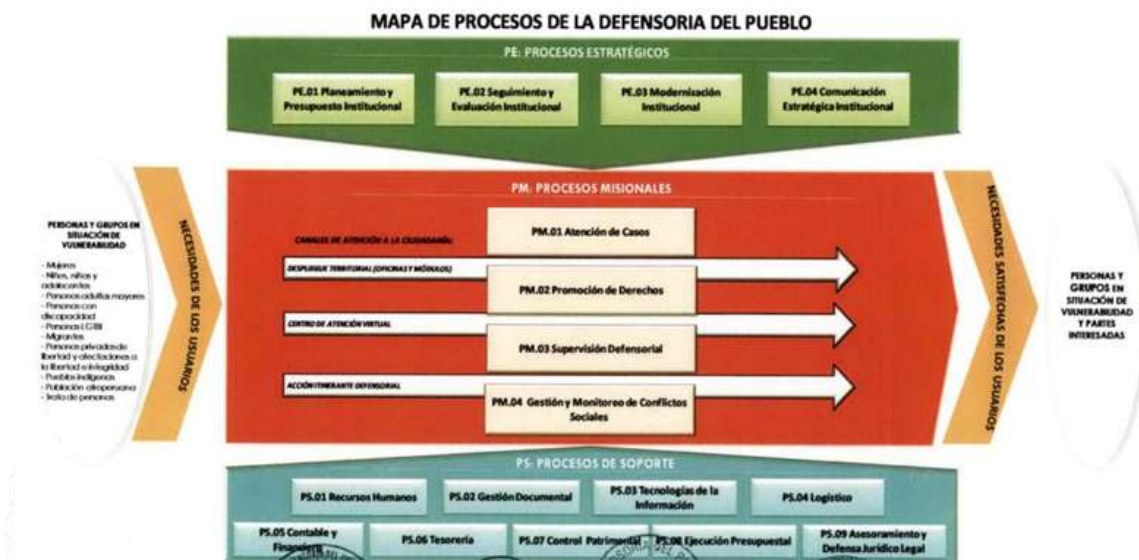 MAPA DE PROCESOS DE LA DEFENSORIA DEL PUEBLO
PE: PROCESOS ESTRATÉGICOS
PE.01 Planeamiento y
Presupuesto Institucional
PE.02 Seguimiento y
Evaluación Institucional
PE.03 Modernización
Institucional
PE.04 Comunicación
Estratégica Institucional
PERSONAS Y GRUPOS EN
SITUACIÓN DE
VULNERABILIDAD
- Mujeres
- Niños, niñas y
adolecentes
- Personas adultas mayores
- Personas con
discapacidad
- Personas LGTBI
- Migrantes
- Personas privadas de
libertad y afectaciones a
la libertad e integridad
- Pueblos indígenas
- Población afroperuana
- Trata de personas
NECESIDADES DE LOS USUARIOS
PM: PROCESOS MISIONALES
CANALES DE ATENCIÓN A LA CIUDADANÍA:
PM.01 Atención de Casos
DESPLIEGUE TERRITORIAL (OFICINAS Y MÓDULOS)
PM.02 Promoción de Derechos
CENTRO DE ATENCIÓN VIRTUAL
PM.03 Supervisión Defensorial
ACCIÓN ITINERANTE DEFENSORIAL
PM.04 Gestión y Monitoreo de Conflictos
Sociales
NECESIDADES SATISFECHAS DE LOS USUARIOS
PERSONAS Y
GRUPOS EN
SITUACIÓN DE
VULNERABILIDAD
Y PARTES
INTERESADAS
PS: PROCESOS DE SOPORTE
PS.01 Recursos Humanos
PS.02 Gestión Documental
PS.03 Tecnologías de la
Información
PS.04 Logístico
PS.05 Contable y
Financiero
PS.06 Tesorería
PS.07 Control Patrimental
PS.08 Ejecución Presupuestal
PS.09 Asesoramiento y
Defensa Jurídico Legal